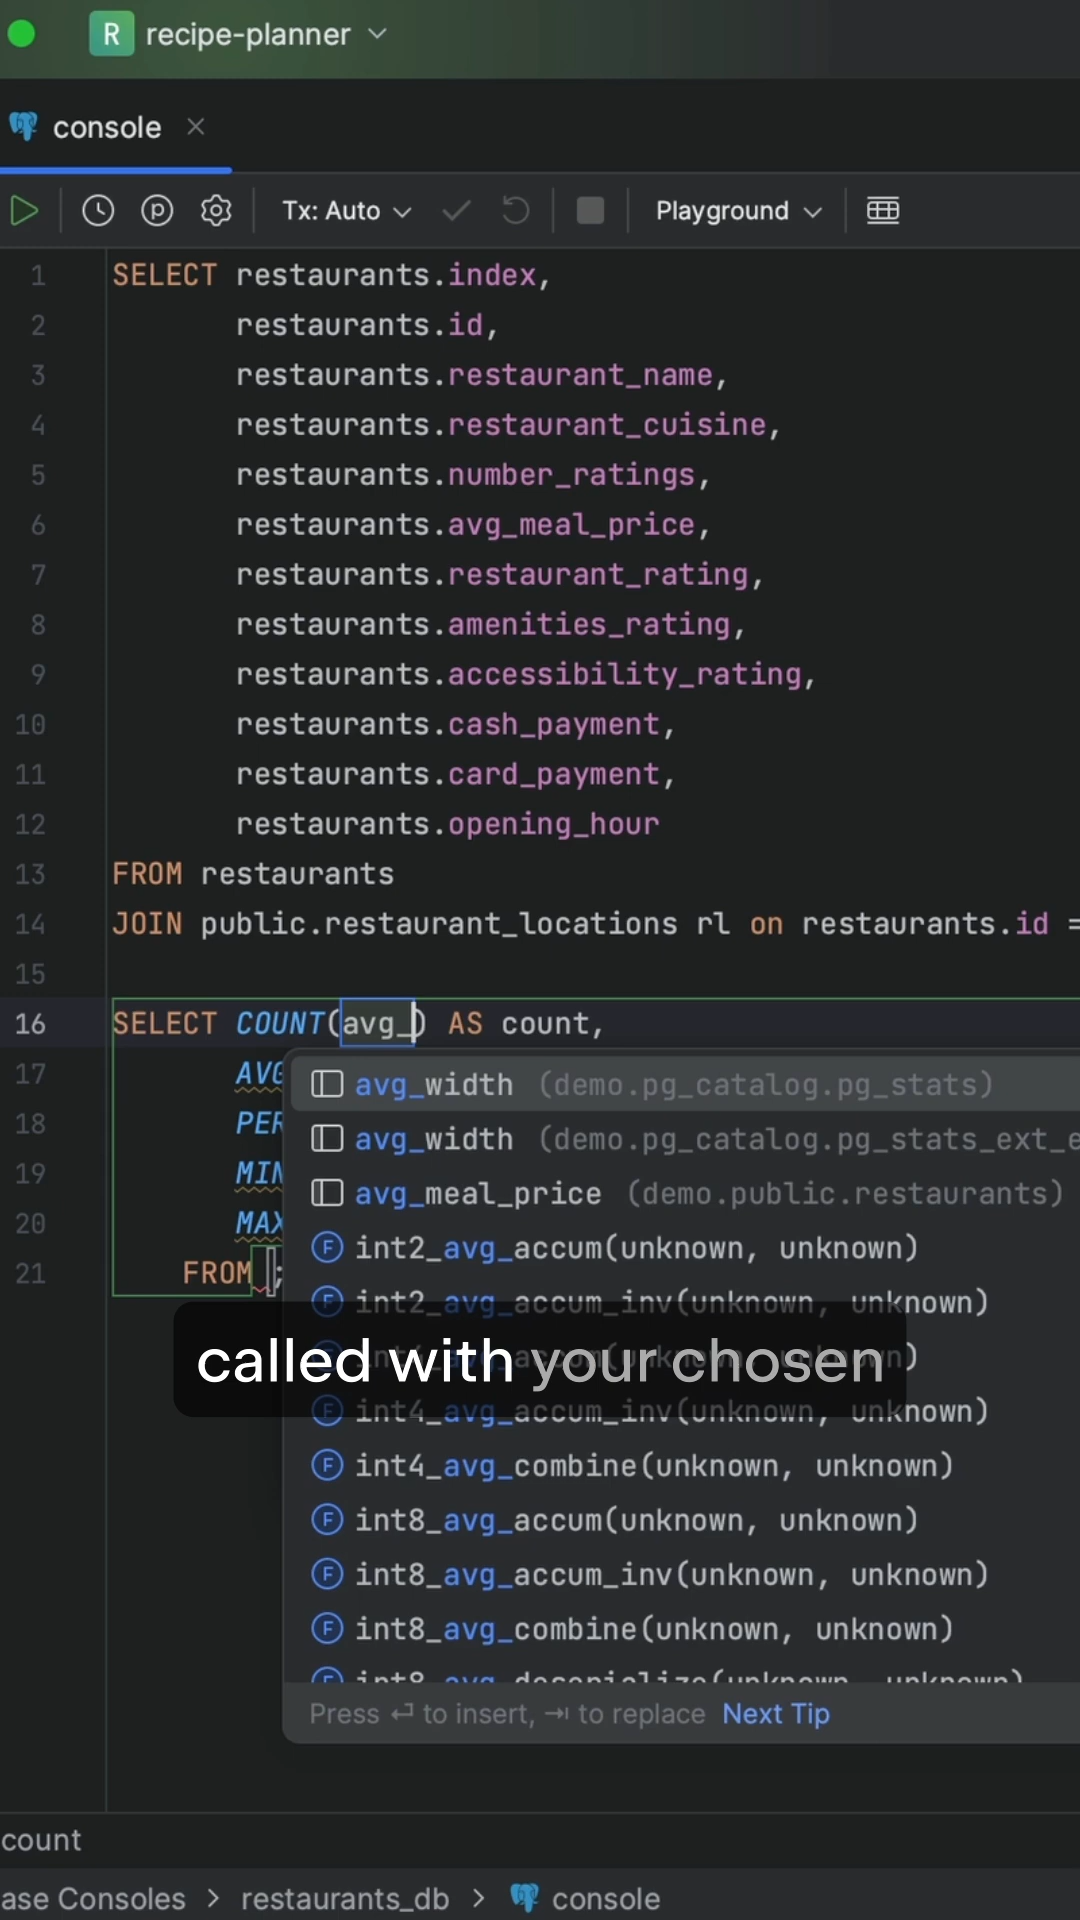 R recipe-planner
console
Tx: Auto Playground
1 SELECT restaurants.index,
2 restaurants.id,
3 restaurants.restaurant_name,
4 restaurants.restaurant_cuisine,
5 restaurants.number_ratings,
6 restaurants.avg_meal_price,
7 restaurants.restaurant_rating,
8 restaurants.amenities_rating,
9 restaurants.accessibility_rating,
10 restaurants.cash_payment,
11 restaurants.card_payment,
12 restaurants.opening_hour
13 FROM restaurants
14 JOIN public.restaurant_locations rl on restaurants.id =
15
16 SELECT COUNT(avg_) AS count,
17 AVG
avg_width (demo.pg_catalog.pg_stats)
18 PER
avg_width (demo.pg_catalog.pg_stats_ext_e
19 MIN
avg_meal_price (demo.public.restaurants)
20 MAX
F int2_avg_accum(unknown, unknown)
21 FROM ;
F int2_avg_accum_inv(unknown, unknown)
called with your chosen
F int4_avg_accum_inv(unknown, unknown)
F int4_avg_combine(unknown, unknown)
F int8_avg_accum(unknown, unknown)
F int8_avg_accum_inv(unknown, unknown)
F int8_avg_combine(unknown, unknown)
Press ↵ to insert, ⇥ to replace Next Tip
count
ase Consoles > restaurants_db > console